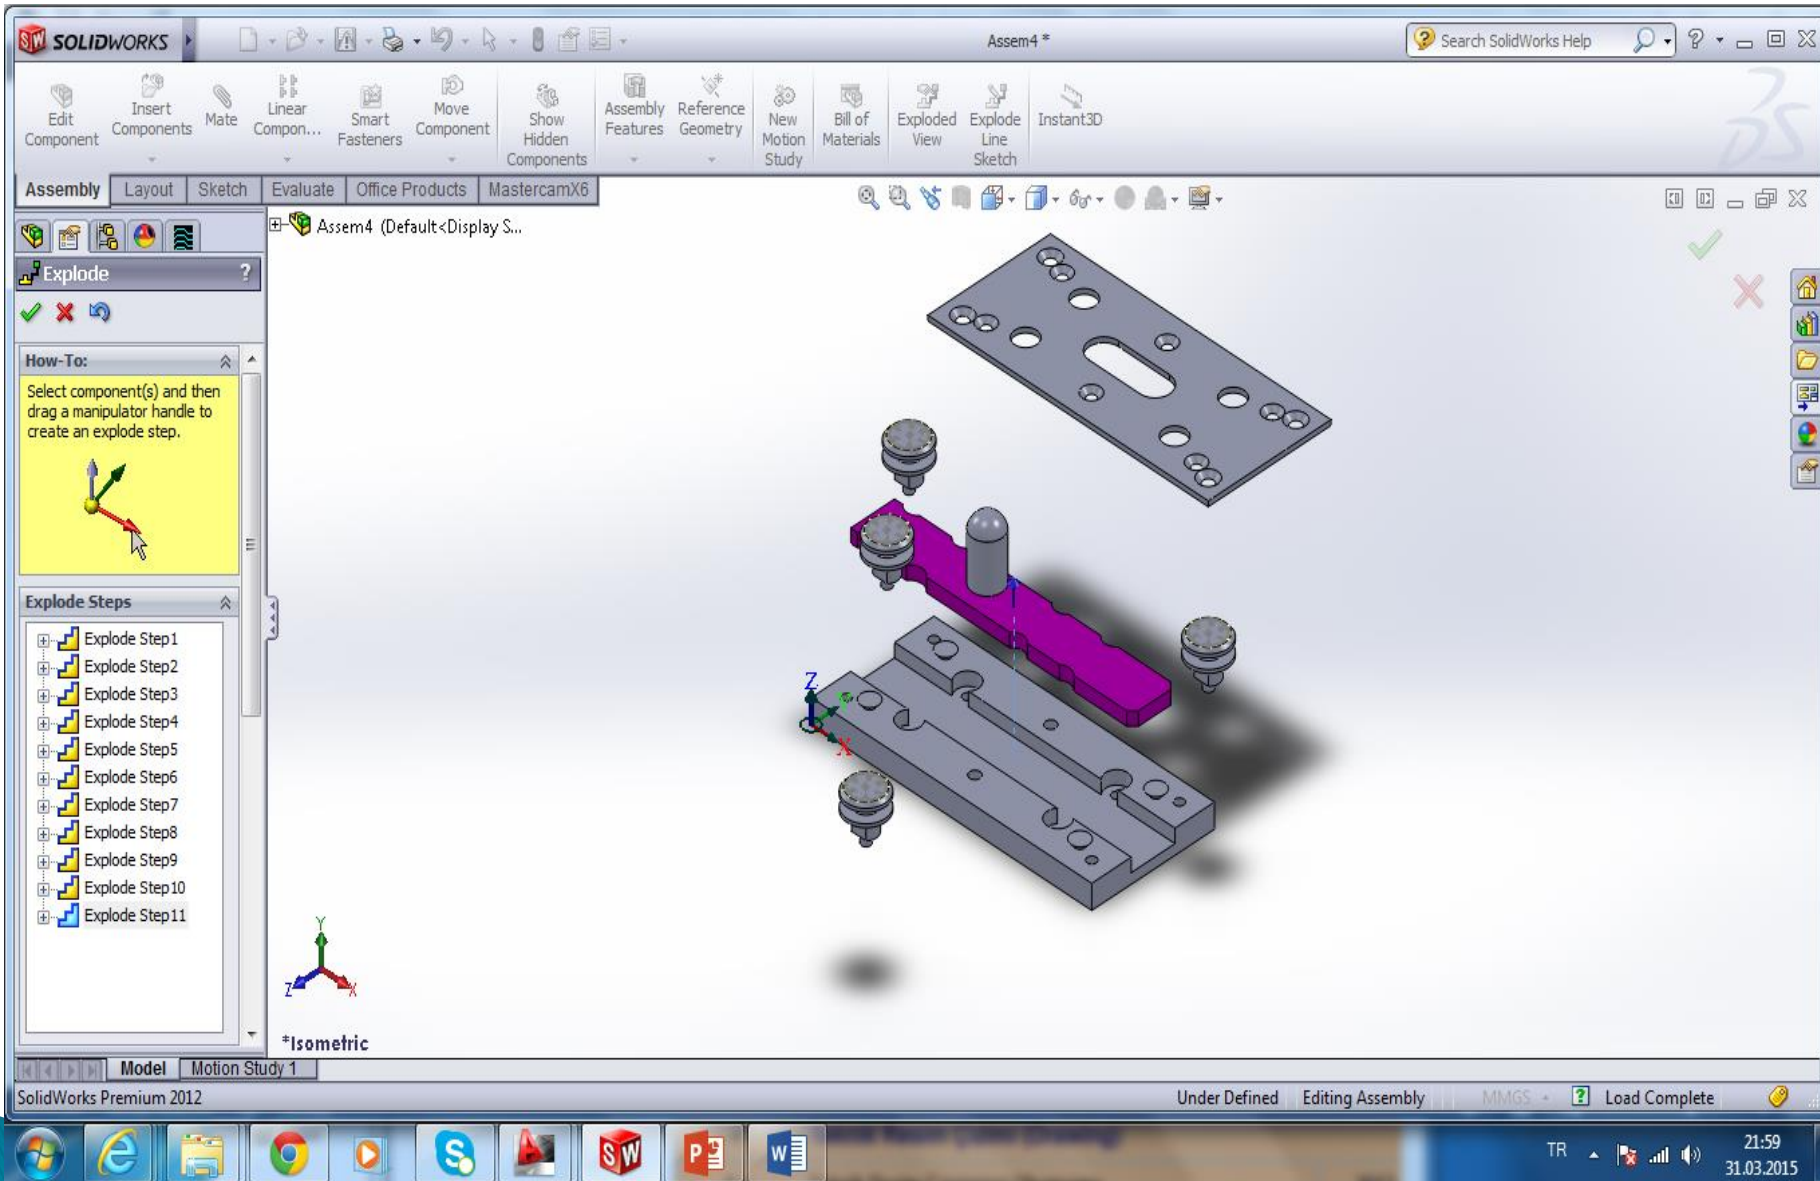 SOLIDWORKS
Assem4 *
Search SolidWorks Help
?
Edit
Component
Insert
Components
Mate
Linear
Compon...
Smart
Fasteners
Move
Component
Show
Hidden
Components
Assembly
Features
Reference
Geometry
New
Motion
Study
Bill of
Materials
Exploded
View
Explode
Line
Sketch
Instant3D
Assembly
Layout
Sketch
Evaluate
Office Products
MastercamX6
Assem4 (Default<Display S...
Explode
?
How-To:
Select component(s) and then
drag a manipulator handle to
create an explode step.
Explode Steps
Explode Step1
Explode Step2
Explode Step3
Explode Step4
Explode Step5
Explode Step6
Explode Step7
Explode Step8
Explode Step9
Explode Step10
Explode Step11
Z
Y
X
Y
Z
X
*Isometric
Model
Motion Study 1
SolidWorks Premium 2012
Under Defined
Editing Assembly
MMGS
?
Load Complete
SW
P
W
TR
21:59
31.03.2015